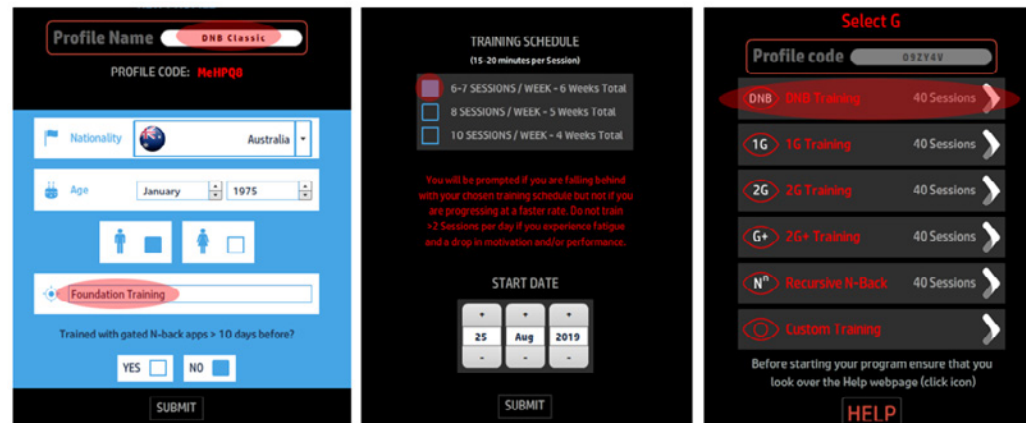 Profile Name DNB Classic
PROFILE CODE: MeHPQ8
Nationality Australia
Age January 1975
Foundation Training
Trained with gated N-back apps > 10 days before?
YES NO
SUBMIT
TRAINING SCHEDULE
(15-20 minutes per Session)
6-7 SESSIONS / WEEK - 6 Weeks Total
8 SESSIONS / WEEK - 5 Weeks Total
10 SESSIONS / WEEK - 4 Weeks Total
You will be prompted if you are falling behind
with your chosen training schedule but not if you
are progressing at a faster rate. Do not train
>2 Sessions per day if you experience fatigue
and a drop in motivation and/or performance.
START DATE
+ + +
25 Aug 2019
- - -
SUBMIT
Select G
Profile code G9ZY4V
DNB DNB Training 40 Sessions
1G 1G Training 40 Sessions
2G 2G Training 40 Sessions
G+ 2G+ Training 40 Sessions
Nⁿ Recursive N-Back 40 Sessions
Custom Training
Before starting your program ensure that you
look over the Help webpage (click icon)
HELP